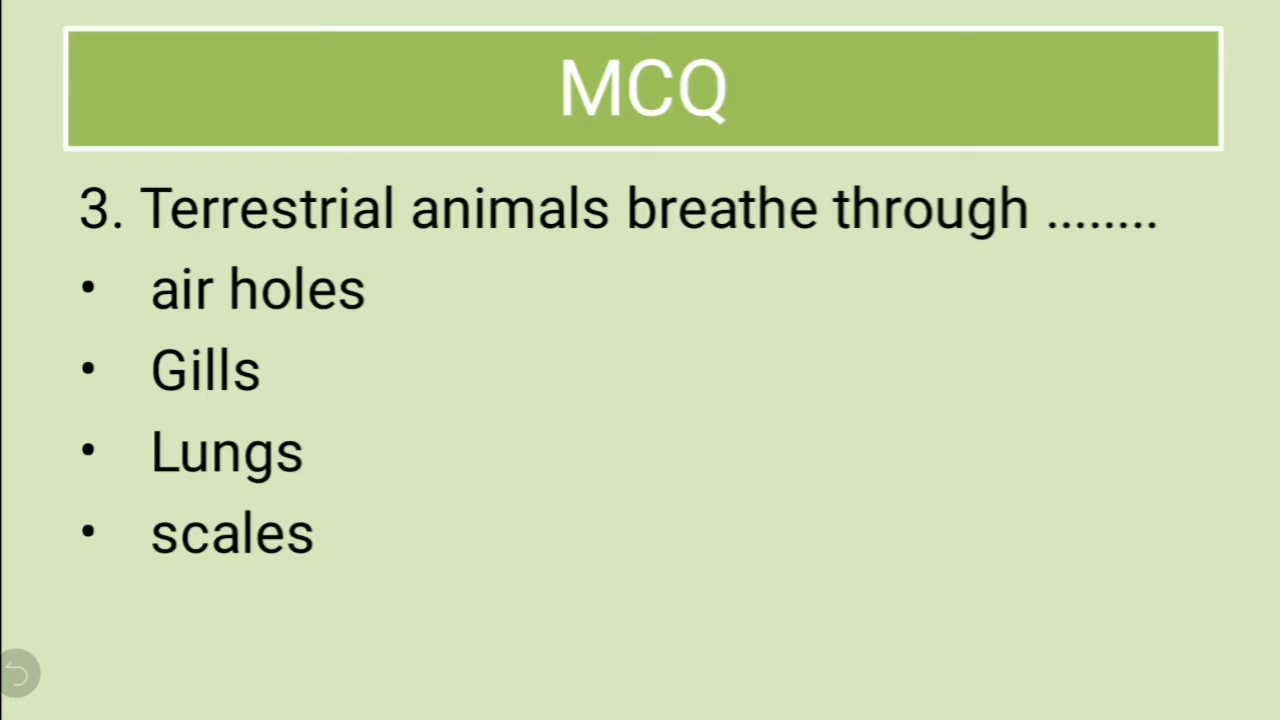 MCQ
3. Terrestrial animals breathe through ........
• air holes
• Gills
• Lungs
• scales